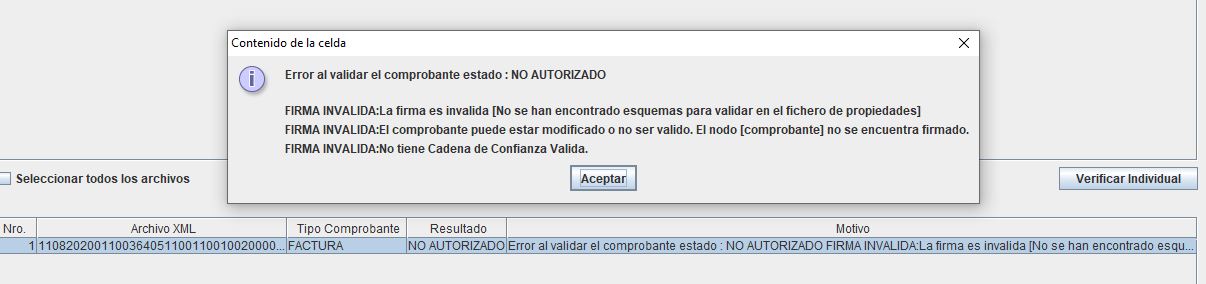 Contenido de la celda
Error al validar el comprobante estado : NO AUTORIZADO
FIRMA INVALIDA:La firma es invalida [No se han encontrado esquemas para validar en el fichero de propiedades]
FIRMA INVALIDA:El comprobante puede estar modificado o no ser valido. El nodo [comprobante] no se encuentra firmado.
FIRMA INVALIDA:No tiene Cadena de Confianza Valida.
Aceptar
Seleccionar todos los archivos
Verificar Individual
Nro. Archivo XML Tipo Comprobante Resultado Motivo
1 1108202001100364051100110010020000... FACTURA NO AUTORIZADO Error al validar el comprobante estado : NO AUTORIZADO FIRMA INVALIDA:La firma es invalida [No se han encontrado esqu...